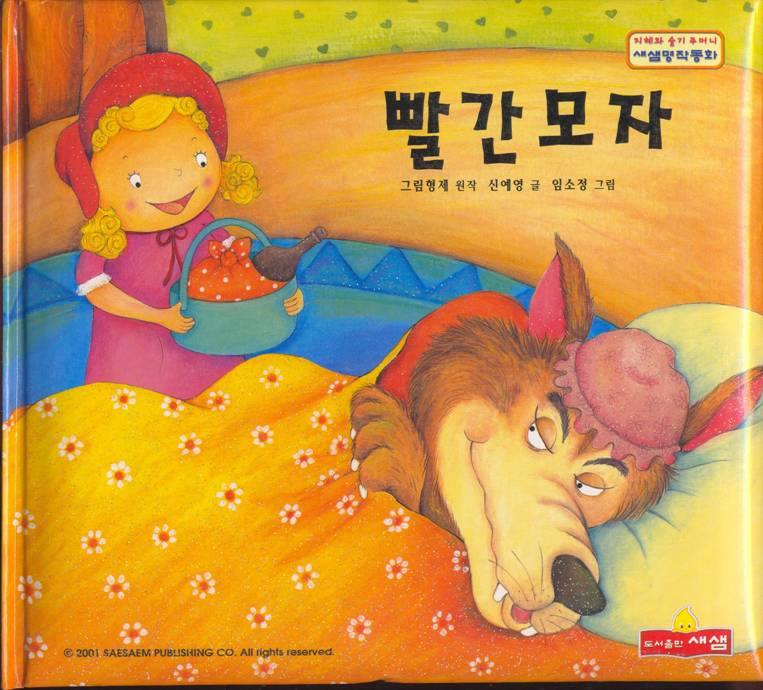 지혜와 슬기 주머니
새샘명작동화
빨간모자
그림형제 원작 신예영 글 임소정 그림
© 2001 SAESAEM PUBLISHING CO. All rights reserved.
도서출판 새샘